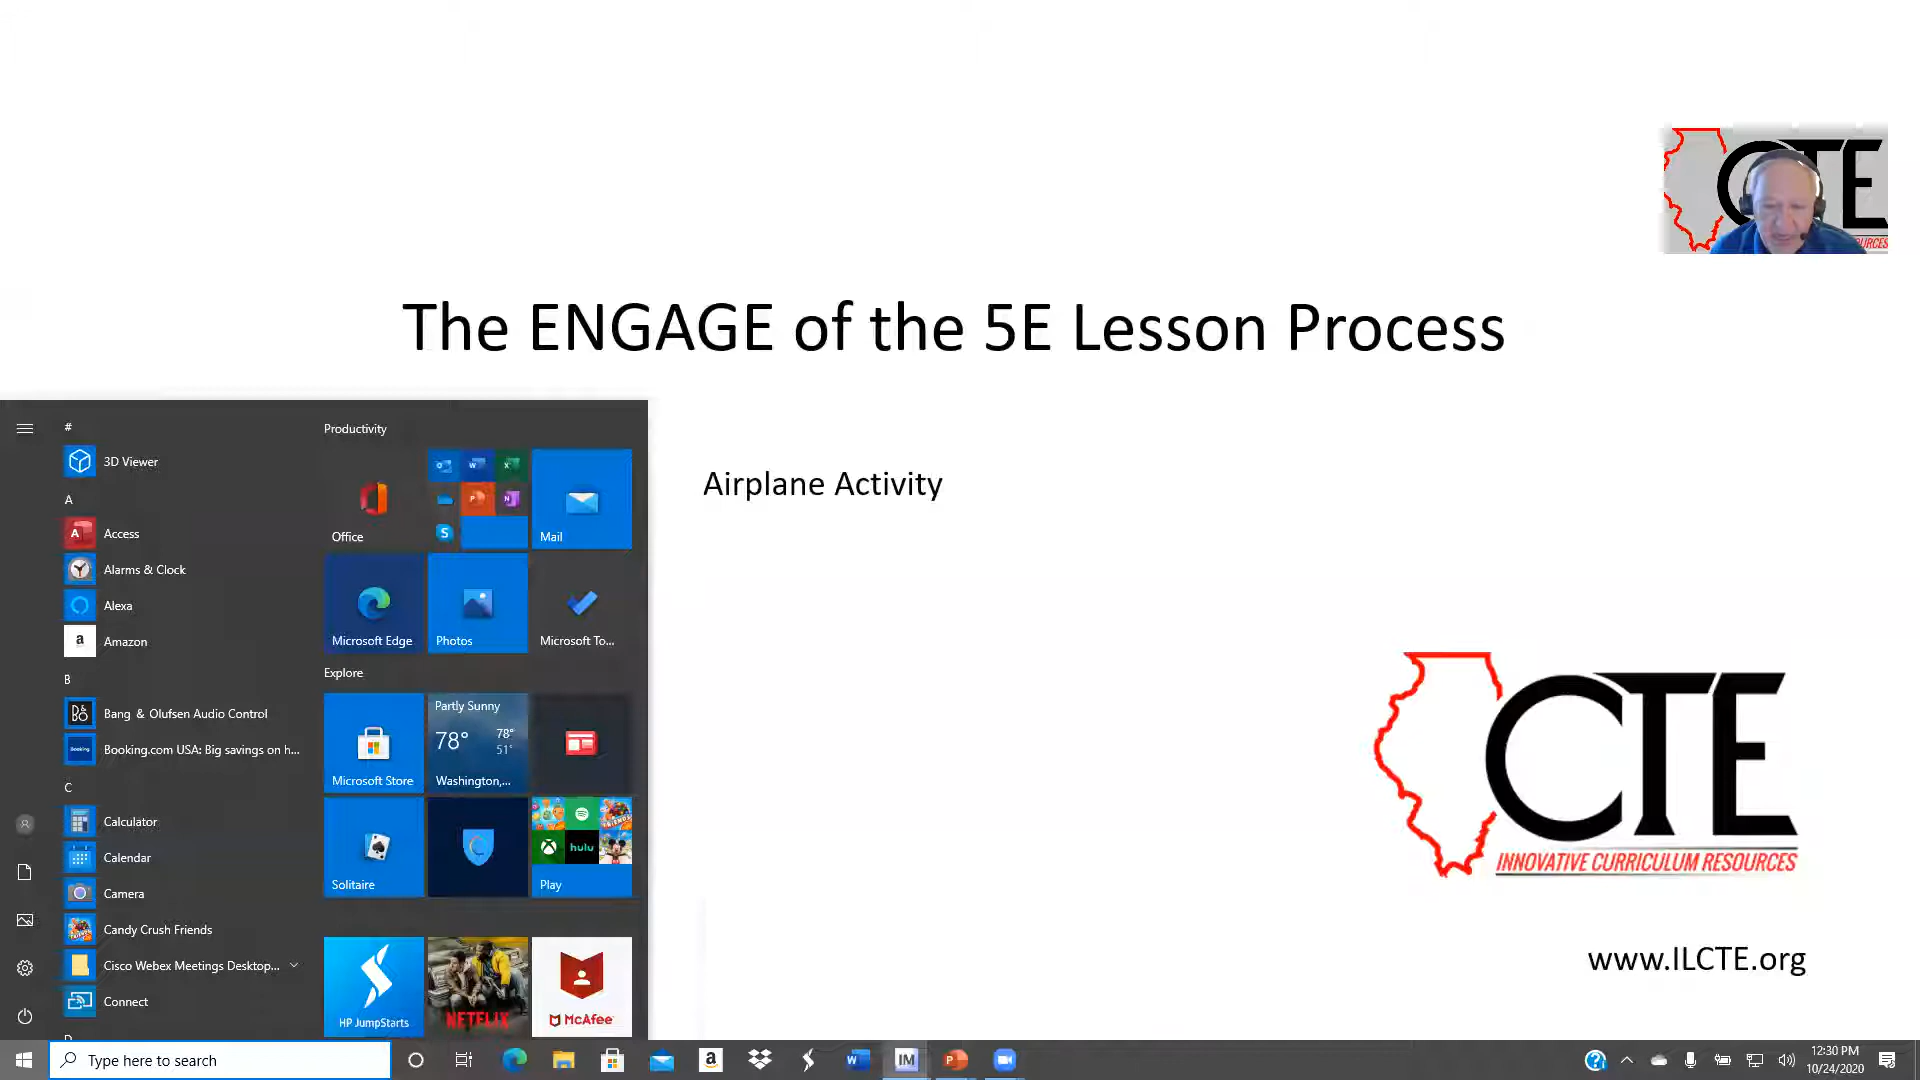 CTE
URCES
The ENGAGE of the 5E Lesson Process
Airplane Activity
CTE
INNOVATIVE CURRICULUM RESOURCES
www.ILCTE.org
#
3D Viewer
A
Access
Alarms & Clock
Alexa
Amazon
B
Bang & Olufsen Audio Control
Booking.com USA: Big savings on h...
C
Calculator
Calendar
Camera
Candy Crush Friends
Cisco Webex Meetings Desktop...
Connect
Productivity
Office
Mail
Microsoft Edge
Photos
Microsoft To...
Explore
Microsoft Store
Partly Sunny
78°
78°
51°
Washington,...
Solitaire
hulu
Play
HP JumpStarts
NETFLIX
McAfee
Type here to search
IM
12:30 PM
10/24/2020